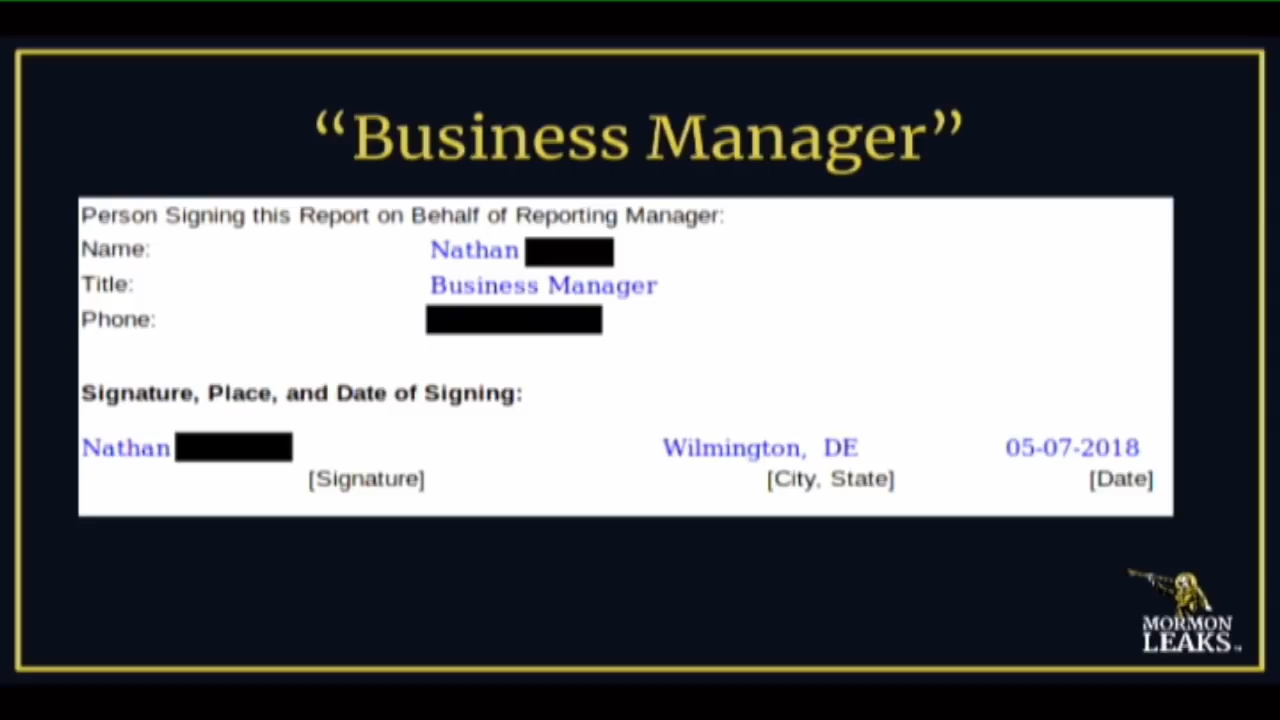 “Business Manager”
Person Signing this Report on Behalf of Reporting Manager:
Name: Nathan
Title: Business Manager
Phone:
Signature, Place, and Date of Signing:
Nathan Wilmington, DE 05-07-2018
[Signature] [City, State] [Date]
MORMON
LEAKS